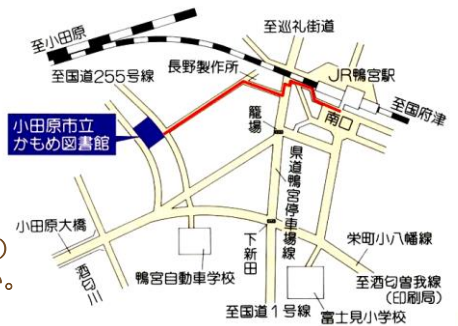 至小田原
至巡礼街道
至国道255号線
長野製作所
JR鴨宮駅
至国府津
小田原市立
かもめ図書館
籠場
南口
県道鴨宮停車場線
小田原大橋
酒匂川
鴨宮自動車学校
下新田
栄町小八幡線
至酒匂曽我線
(印刷局)
至国道1号線
富士見小学校
の
い。